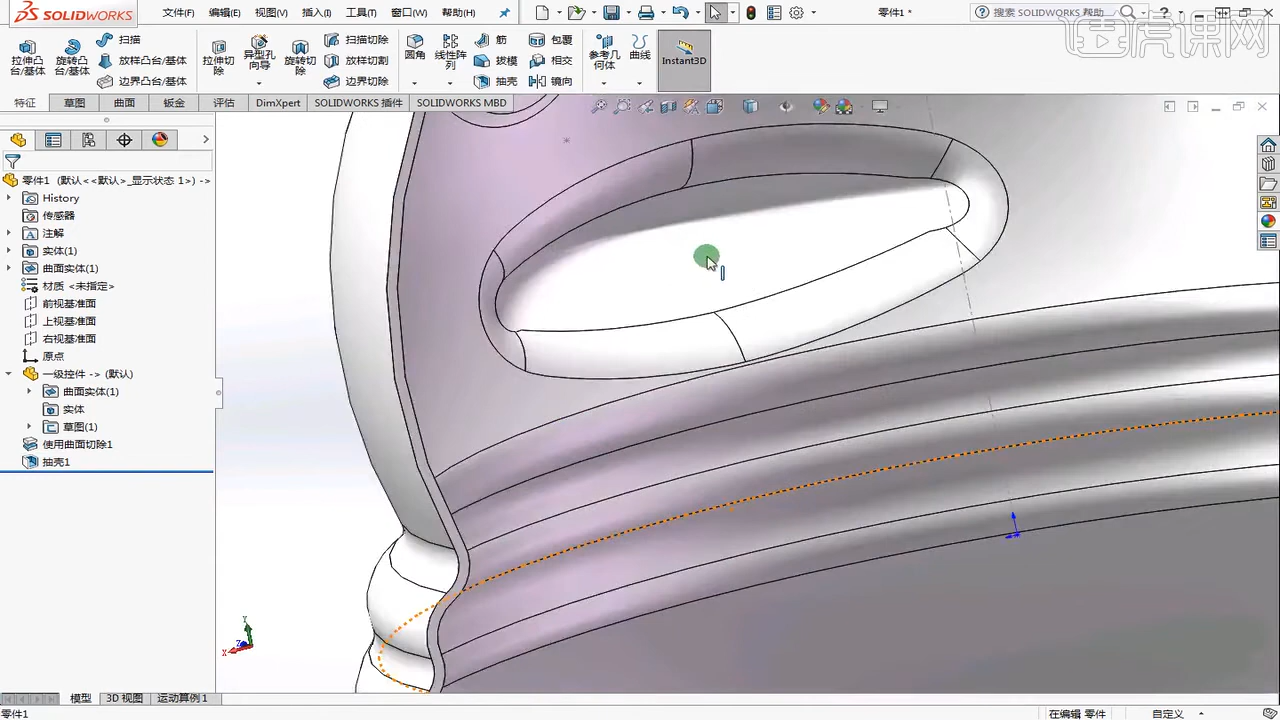 SOLIDWORKS 文件(F) 编辑(E) 视图(V) 插入(I) 工具(T) 窗口(W) 帮助(H) 零件1 * 搜索 SOLIDWORKS 帮助
虎课网
拉伸凸台/基体
旋转凸台/基体
扫描
放样凸台/基体
边界凸台/基体
拉伸切除
异型孔向导
旋转切除
扫描切除
放样切割
边界切除
圆角
线性阵列
筋
拔模
抽壳
包覆
相交
镜向
参考几何体
曲线
Instant3D
特征 草图 曲面 钣金 评估 DimXpert SOLIDWORKS 插件 SOLIDWORKS MBD
零件1 (默认<<默认>_显示状态 1>) ->
History
传感器
注解
实体(1)
曲面实体(1)
材质 <未指定>
前视基准面
上视基准面
右视基准面
原点
一级控件 -> (默认)
曲面实体(1)
实体
草图(1)
使用曲面切除1
抽壳1
Y
X
Z
模型 3D 视图 运动算例 1
零件1 在编辑 零件 自定义